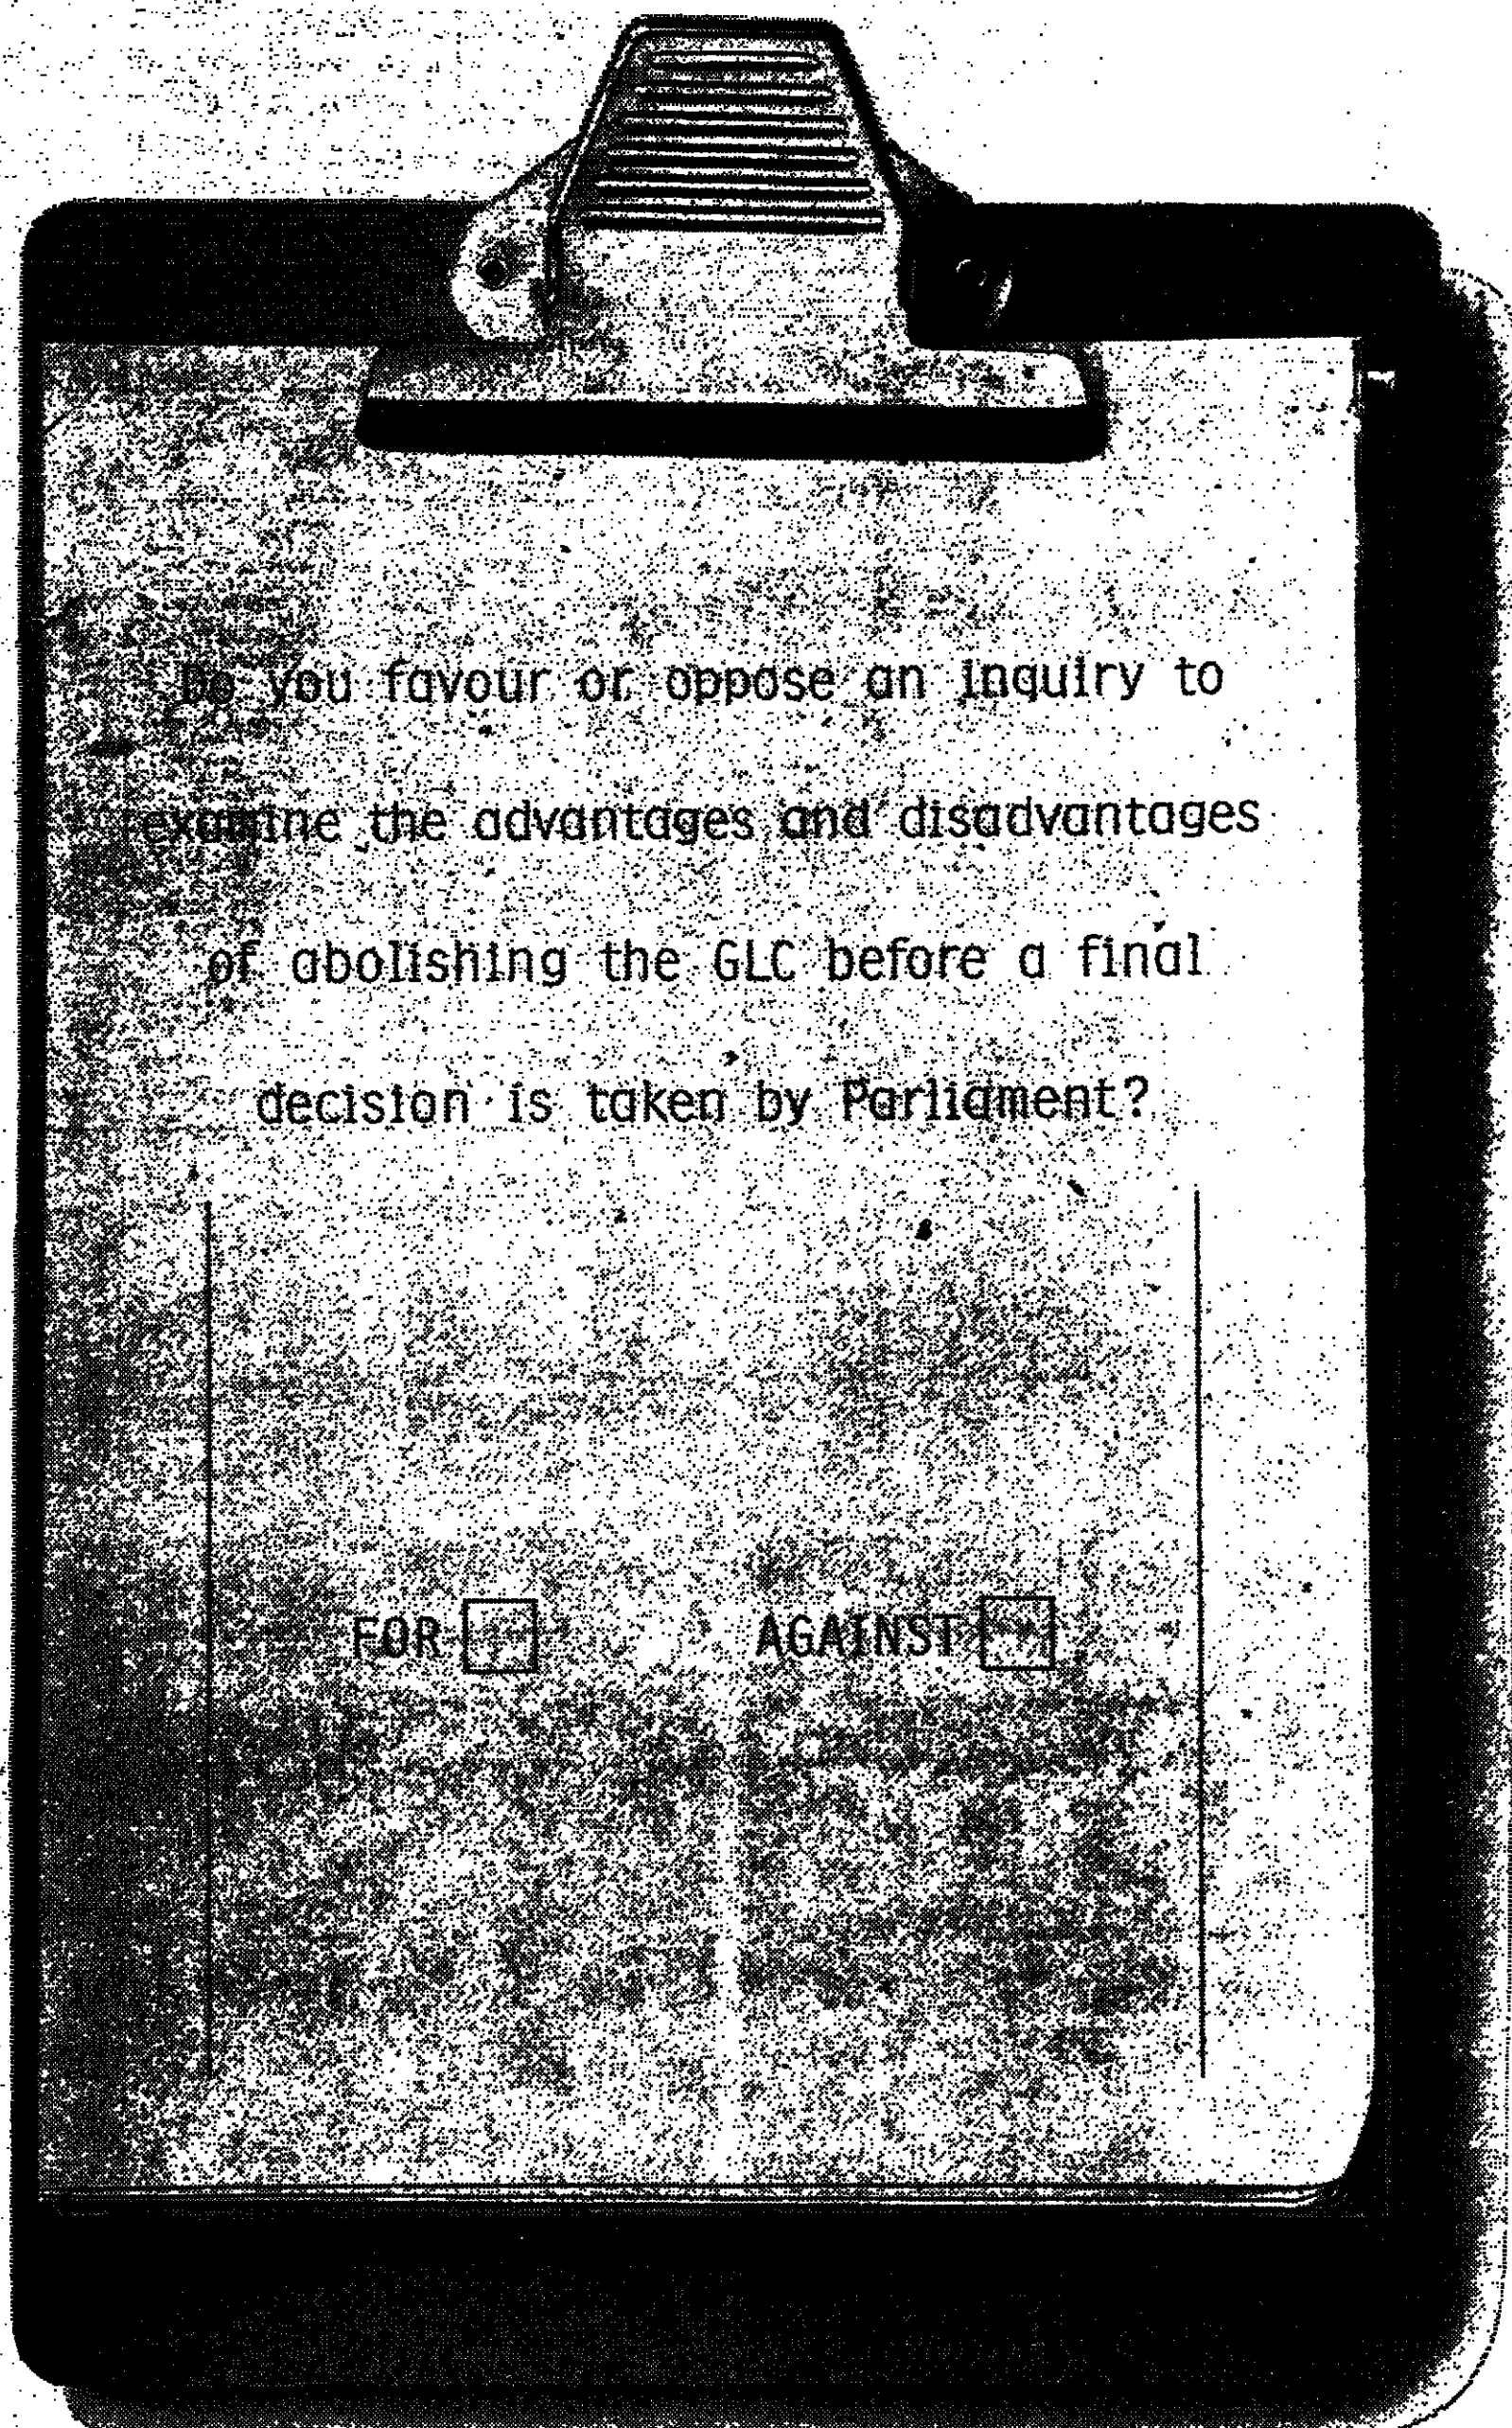 Do you favour or oppose an inquiry to
examine the advantages and disadvantages
of abolishing the GLC before a final
decision is taken by Parliament?
FOR AGAINST